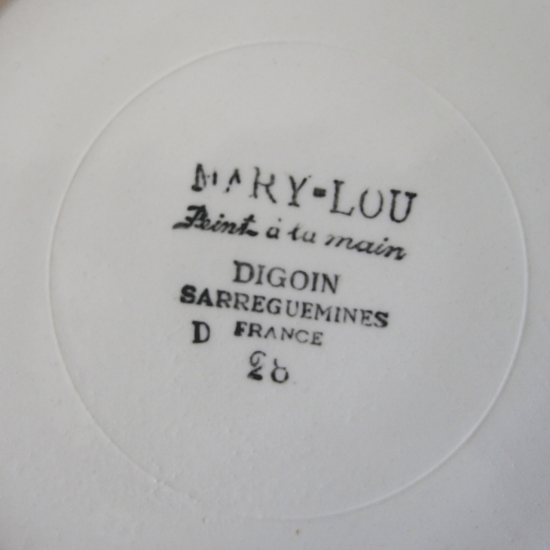 MARY-LOU
Peint à la main
DIGOIN
SARREGUEMINES
D FRANCE
28